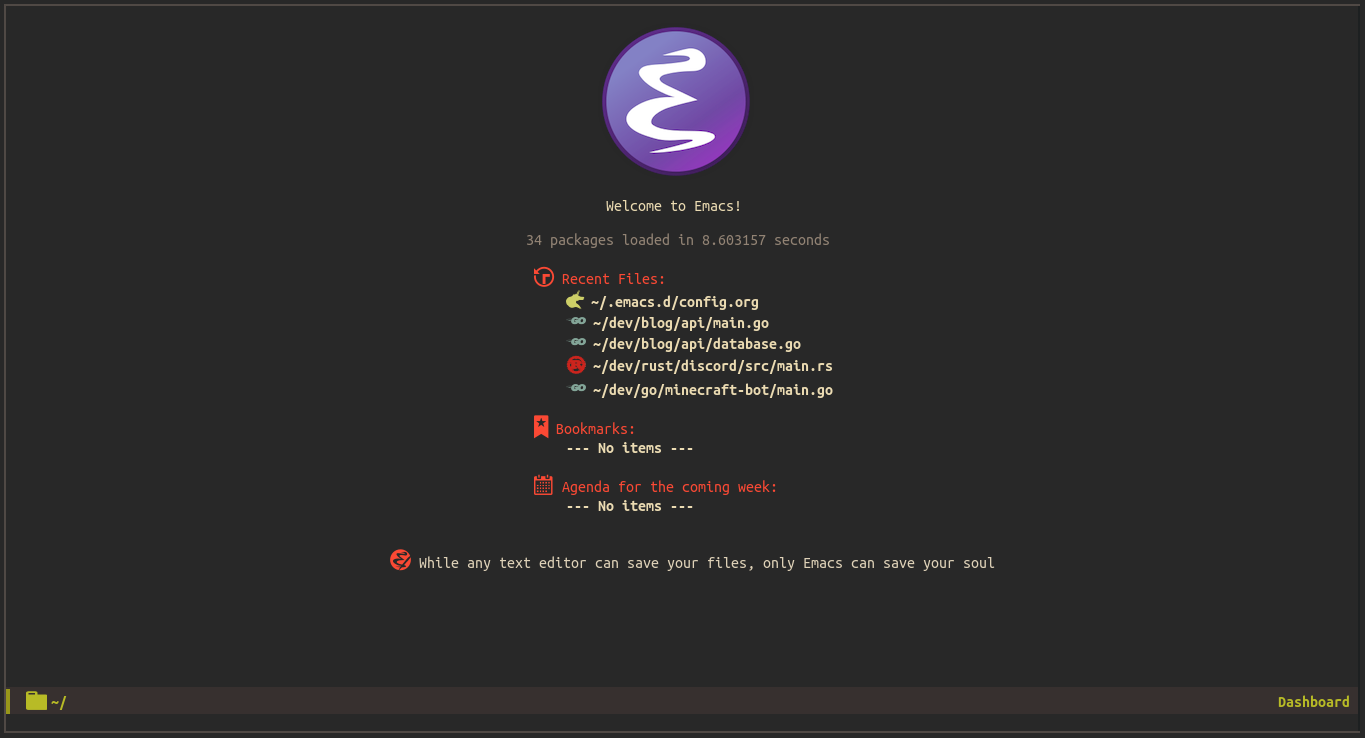 Welcome to Emacs!
34 packages loaded in 8.603157 seconds
Recent Files:
~/.emacs.d/config.org
~/dev/blog/api/main.go
~/dev/blog/api/database.go
~/dev/rust/discord/src/main.rs
~/dev/go/minecraft-bot/main.go
Bookmarks:
--- No items ---
Agenda for the coming week:
--- No items ---
While any text editor can save your files, only Emacs can save your soul
~/ Dashboard